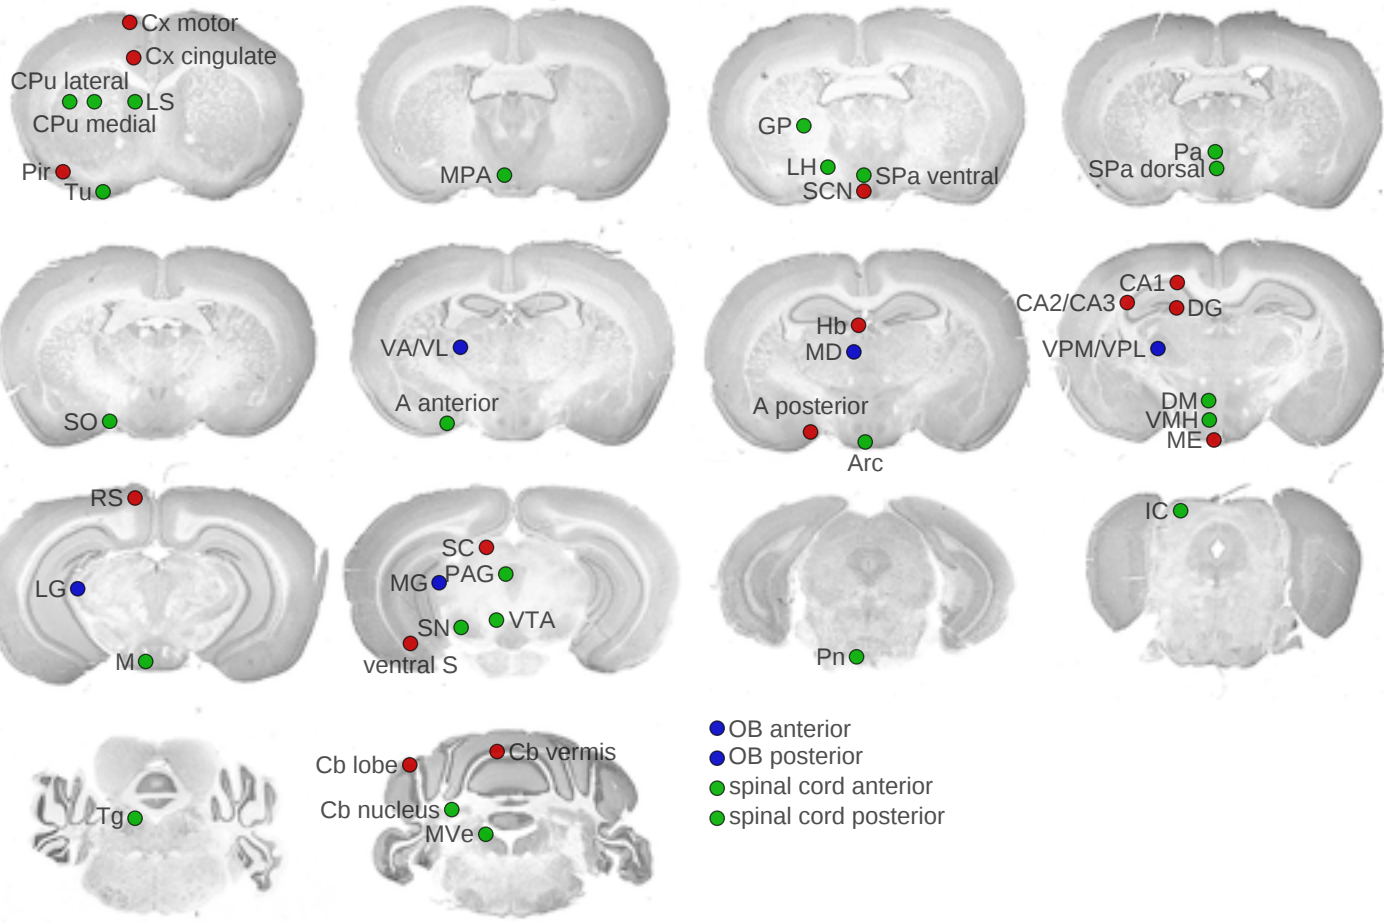 Cx motor
Cx cingulate
CPu lateral
LS
CPu medial
Pir
Tu
MPA
GP
LH
SPa ventral
SCN
Pa
SPa dorsal
SO
VA/VL
A anterior
Hb
MD
A posterior
Arc
CA1
CA2/CA3
DG
VPM/VPL
DM
VMH
ME
RS
LG
M
SC
MG
PAG
VTA
SN
ventral S
Pn
IC
Tg
Cb lobe
Cb vermis
Cb nucleus
MVe
OB anterior
OB posterior
spinal cord anterior
spinal cord posterior